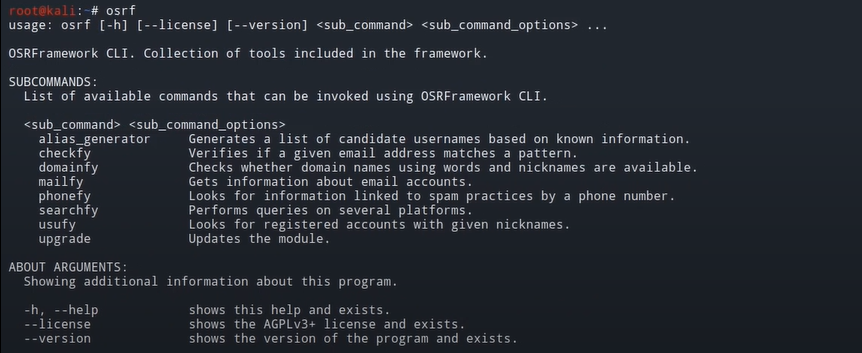 root@kali:~# osrf
usage: osrf [-h] [--license] [--version] <sub_command> <sub_command_options> ...
OSRFramework CLI. Collection of tools included in the framework.
SUBCOMMANDS:
List of available commands that can be invoked using OSRFramework CLI.
<sub_command> <sub_command_options>
alias_generator Generates a list of candidate usernames based on known information.
checkfy Verifies if a given email address matches a pattern.
domainfy Checks whether domain names using words and nicknames are available.
mailfy Gets information about email accounts.
phonefy Looks for information linked to spam practices by a phone number.
searchfy Performs queries on several platforms.
usufy Looks for registered accounts with given nicknames.
upgrade Updates the module.
ABOUT ARGUMENTS:
Showing additional information about this program.
-h, --help shows this help and exists.
--license shows the AGPLv3+ license and exists.
--version shows the version of the program and exists.